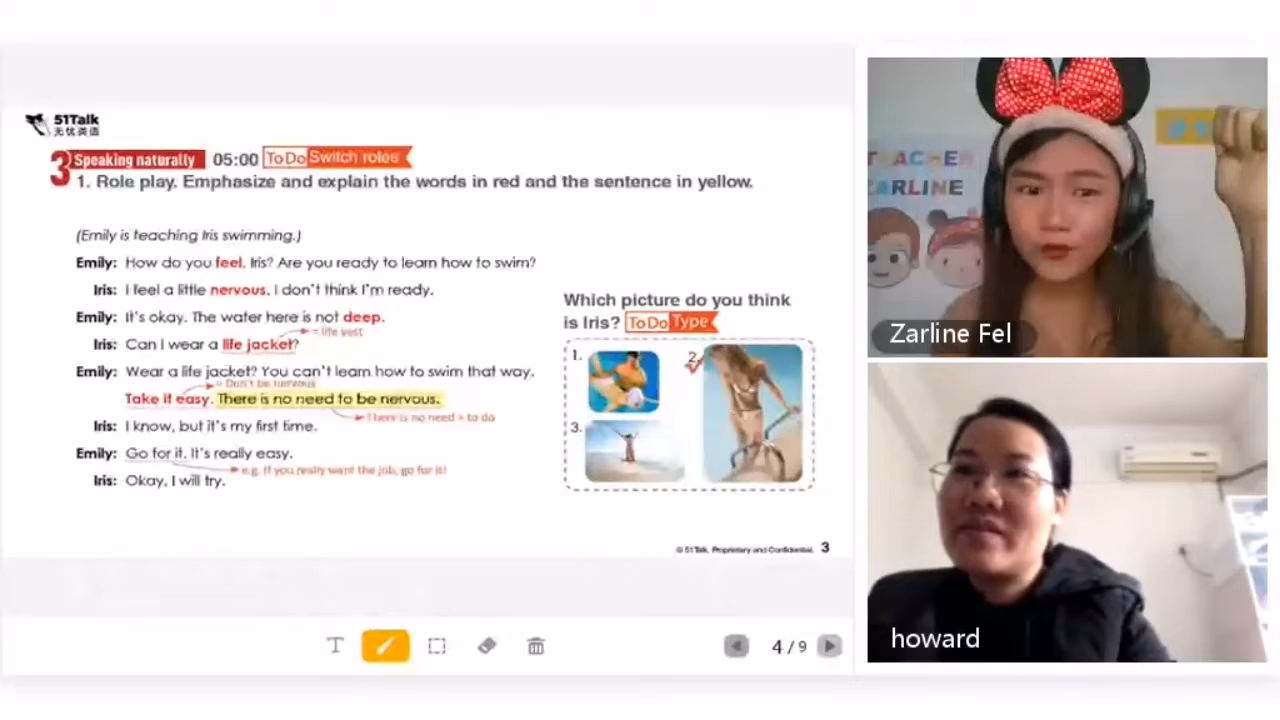 51Talk
无忧英语
3 Speaking naturally 05:00 To Do Switch roles
1. Role play. Emphasize and explain the words in red and the sentence in yellow.
(Emily is teaching Iris swimming.)
Emily: How do you feel, Iris? Are you ready to learn how to swim?
Iris: I feel a little nervous. I don't think I'm ready.
Emily: It's okay. The water here is not deep.
= life vest
Iris: Can I wear a life jacket?
Emily: Wear a life jacket? You can't learn how to swim that way.
= Don't be nervous
Take it easy. There is no need to be nervous.
There is no need + to do
Iris: I know, but it's my first time.
Emily: Go for it. It's really easy.
e.g. If you really want the job, go for it!
Iris: Okay, I will try.
Which picture do you think
is Iris? To Do Type
1.
2.
3.
© 51Talk. Proprietary and Confidential. 3
T
4 / 9
TEACHER
ZARLINE
Zarline Fel
howard